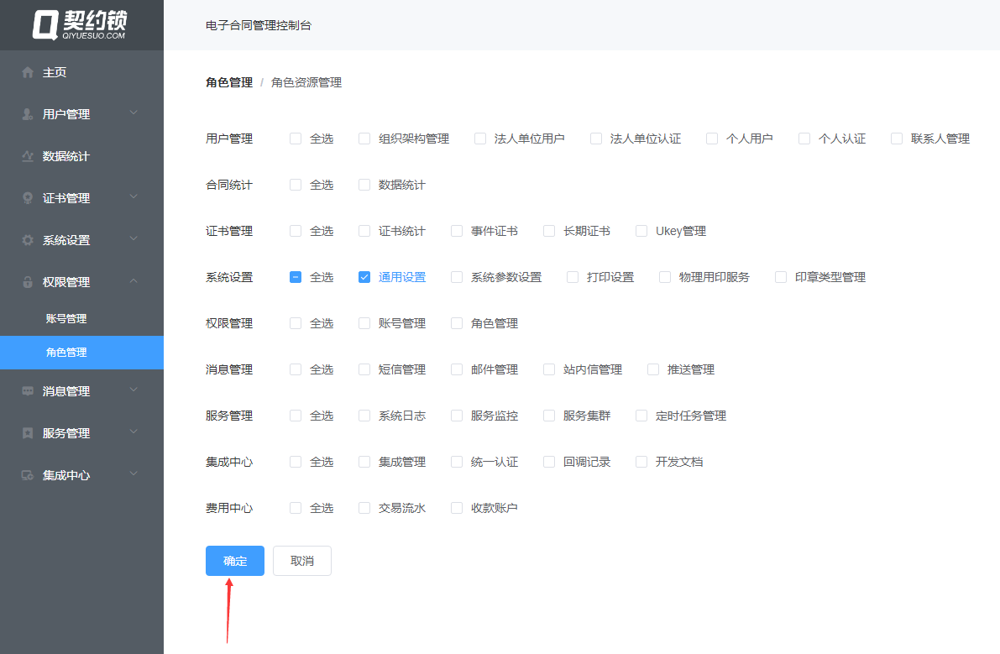 契约锁
QIYUESUO.COM
电子合同管理控制台
主页
用户管理
数据统计
证书管理
系统设置
权限管理
账号管理
角色管理
消息管理
服务管理
集成中心
角色管理 / 角色资源管理
用户管理 全选 组织架构管理 法人单位用户 法人单位认证 个人用户 个人认证 联系人管理
合同统计 全选 数据统计
证书管理 全选 证书统计 事件证书 长期证书 Ukey管理
系统设置 全选 通用设置 系统参数设置 打印设置 物理用印服务 印章类型管理
权限管理 全选 账号管理 角色管理
消息管理 全选 短信管理 邮件管理 站内信管理 推送管理
服务管理 全选 系统日志 服务监控 服务集群 定时任务管理
集成中心 全选 集成管理 统一认证 回调记录 开发文档
费用中心 全选 交易流水 收款账户
确定 取消